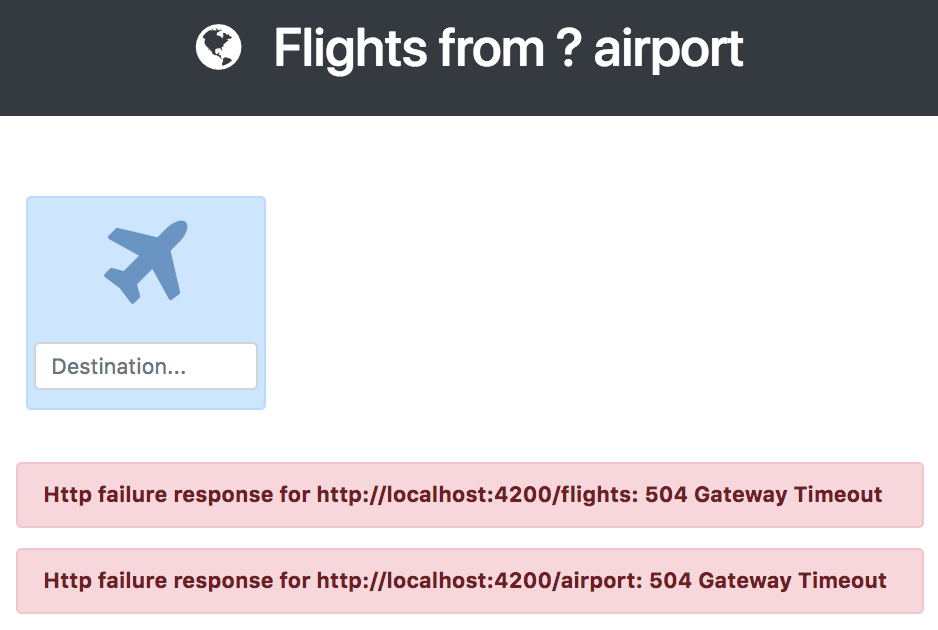 Flights from ? airport
Destination...
Http failure response for http://localhost:4200/flights: 504 Gateway Timeout
Http failure response for http://localhost:4200/airport: 504 Gateway Timeout